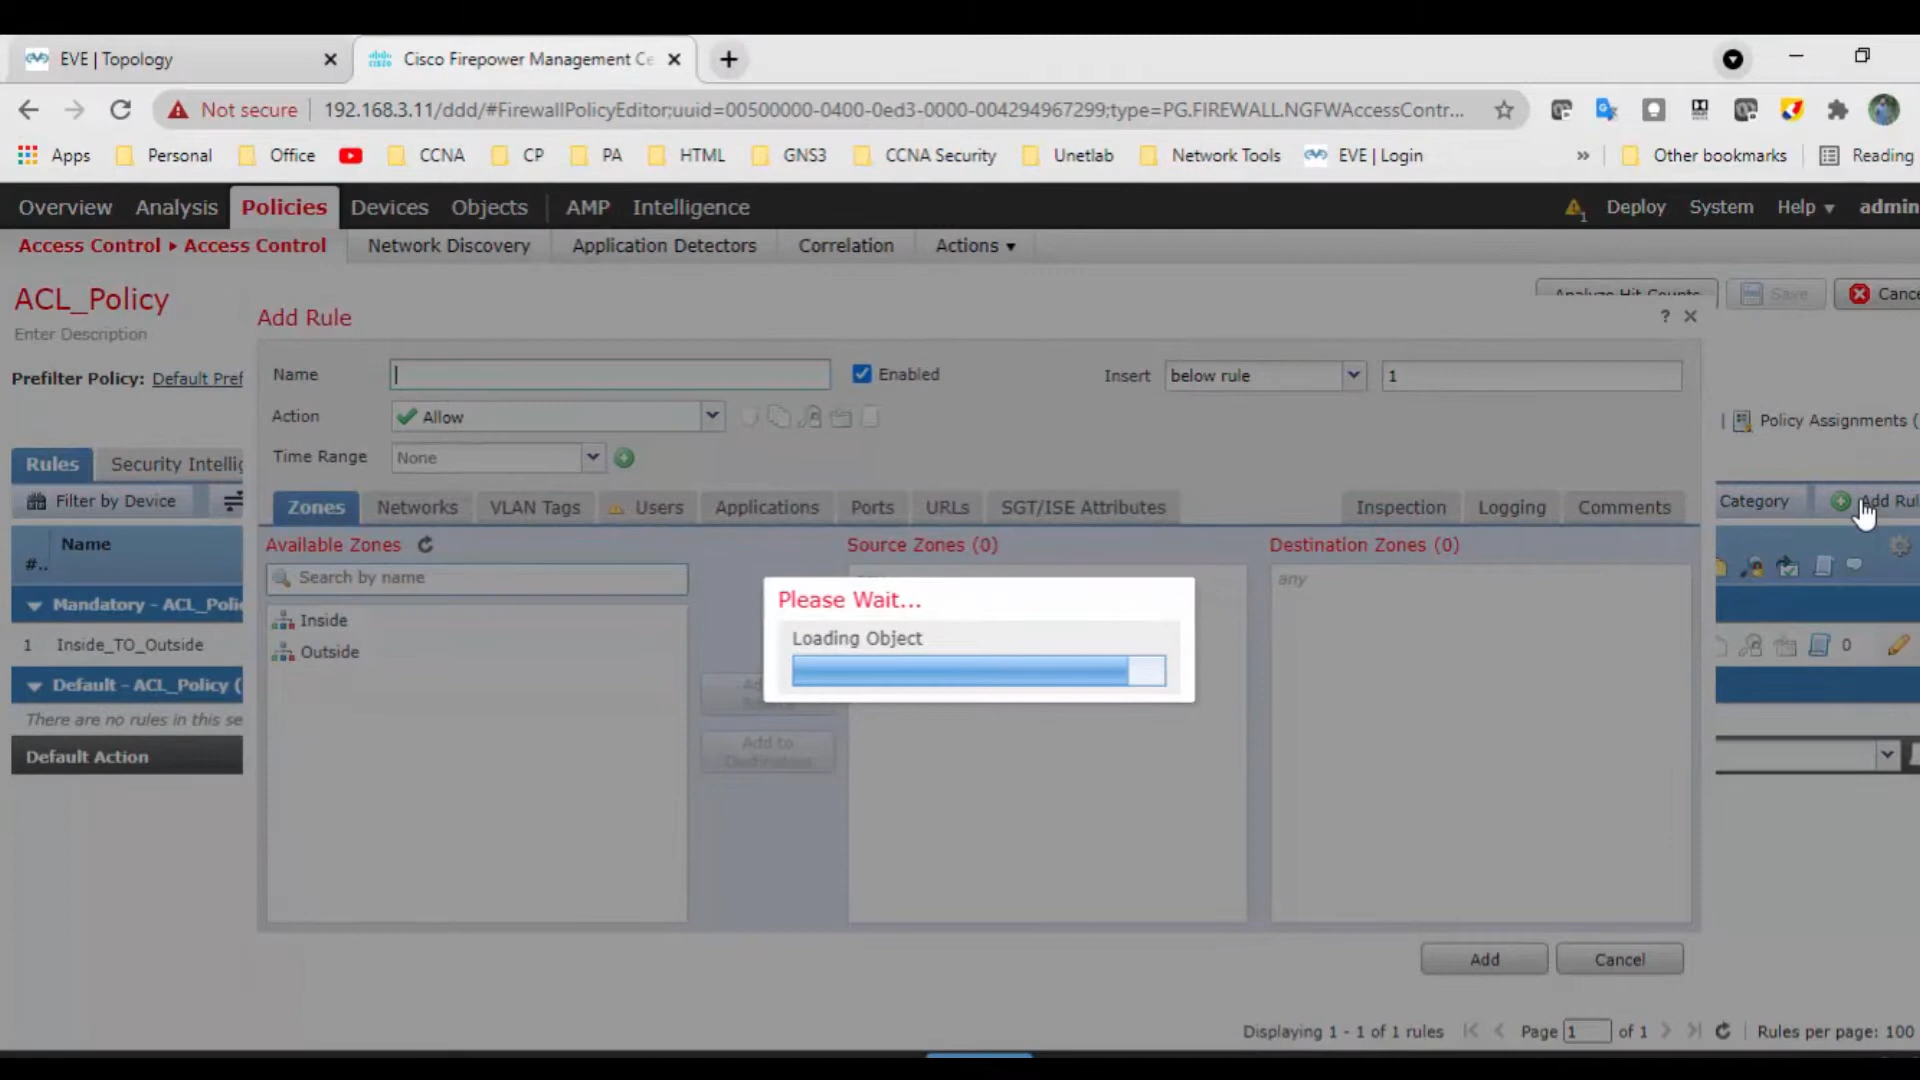 EVE | Topology
Cisco Firepower Management Ce
Not secure 192.168.3.11/ddd/#FirewallPolicyEditor;uuid=00500000-0400-0ed3-0000-004294967299;type=PG.FIREWALL.NGFWAccessContr...
Apps Personal Office CCNA CP PA HTML GNS3 CCNA Security Unetlab Network Tools EVE | Login » Other bookmarks Reading
Overview Analysis Policies Devices Objects AMP Intelligence 1 Deploy System Help admin
Access Control ▸ Access Control Network Discovery Application Detectors Correlation Actions
ACL_Policy
Analyze Hit Counts Save Cance
Enter Description
Add Rule ?
Prefilter Policy: Default Pref
Name Enabled Insert below rule 1
Action Allow
Policy Assignments (
Time Range None
Rules Security Intellig
Filter by Device
Zones Networks VLAN Tags Users Applications Ports URLs SGT/ISE Attributes Inspection Logging Comments
Category Add Rul
Name
#..
Available Zones Source Zones (0) Destination Zones (0)
Search by name any
Mandatory - ACL_Polic
Inside
Outside
Please Wait...
Loading Object
1 Inside_TO_Outside 0
Default - ACL_Policy (
There are no rules in this se
Default Action
Add to
Destination
Add Cancel
Displaying 1 - 1 of 1 rules Page 1 of 1 Rules per page: 100